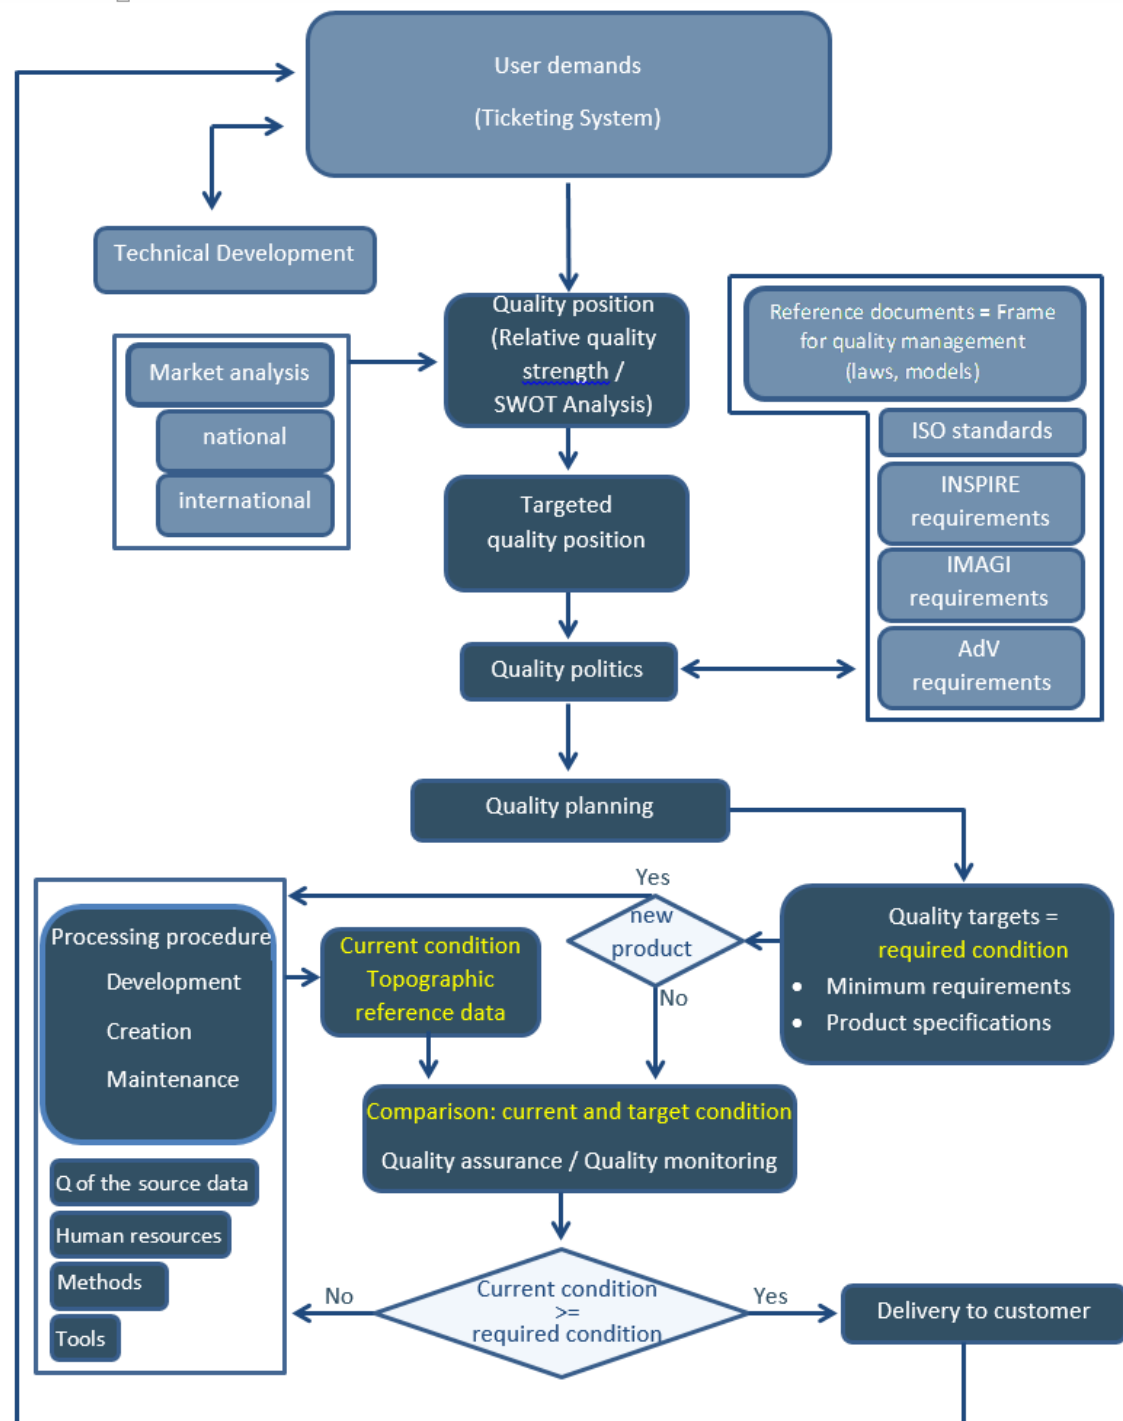 User demands
(Ticketing System)
Technical Development
Quality position
(Relative quality
strength /
SWOT Analysis)
Reference documents = Frame
for quality management
(laws, models)
Market analysis
national
international
ISO standards
INSPIRE
requirements
IMAGI
requirements
AdV
requirements
Targeted
quality position
Quality politics
Quality planning
Yes
new
product
No
Quality targets =
required condition
• Minimum requirements
• Product specifications
Processing procedure
Development
Creation
Maintenance
Current condition
Topographic
reference data
Comparison: current and target condition
Quality assurance / Quality monitoring
Q of the source data
Human resources
Methods
Tools
No
Current condition
>=
required condition
Yes
Delivery to customer